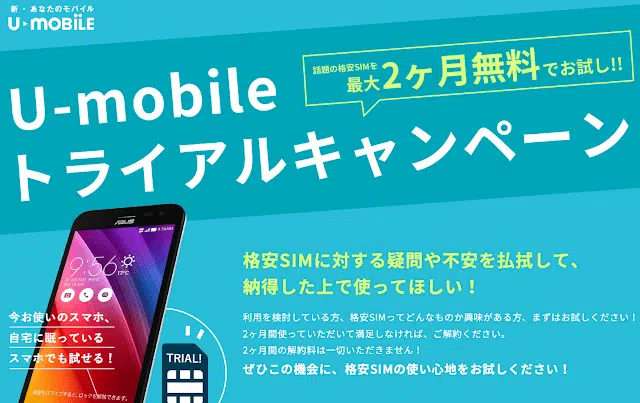 新・あなたのモバイル
U-MOBILE
話題の格安SIMを
最大2ヶ月無料でお試し!!
U-mobile
トライアルキャンペーン
ASUS
9:56
13°C
格安SIMに対する疑問や不安を払拭して、
納得した上で使ってほしい！
利用を検討している方、格安SIMってどんなものか興味がある方、まずはお試しください！
2ヶ月間使っていただいて満足しなければ、ご解約ください。
2ヶ月間の解約料は一切いただきません！
ぜひこの機会に、格安SIMの使い心地をお試しください！
今お使いのスマホ、
自宅に眠っている
スマホでも試せる！
TRIAL!